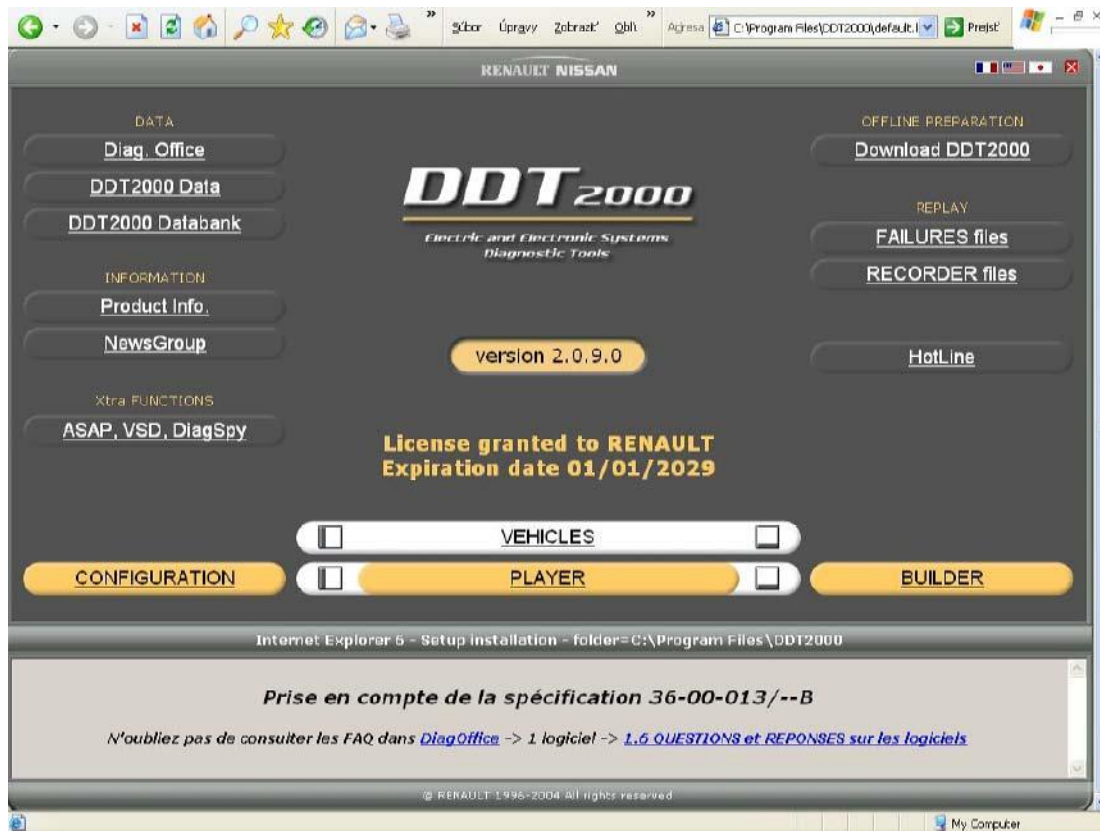 » Súbor Úpravy Zobraziť Obľú » Adresa C:\Program Files\DDT2000\default.l Prejsť
RENAULT NISSAN
DATA
Diag. Office
DDT2000 Data
DDT2000 Databank
INFORMATION
Product Info.
NewsGroup
Xtra FUNCTIONS
ASAP, VSD, DiagSpy
DDT 2000
Electric and Electronic Systems
Diagnostic Tools
version 2.0.9.0
License granted to RENAULT
Expiration date 01/01/2029
OFFLINE PREPARATION
Download DDT2000
REPLAY
FAILURES files
RECORDER files
HotLine
VEHICLES
CONFIGURATION PLAYER BUILDER
Internet Explorer 6 - Setup installation - folder=C:\Program Files\DDT2000
Prise en compte de la spécification 36-00-013/--B
N'oubliez pas de consulter les FAQ dans DiagOffice -> 1 logiciel -> 1.6 QUESTIONS et REPONSES sur les logiciels
© RENAULT 1996-2004 All rights reserved
My Computer